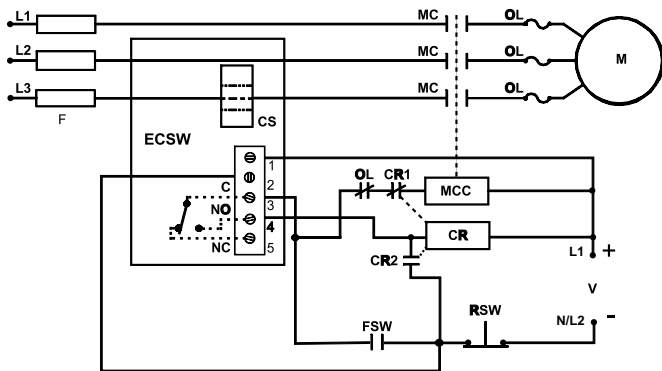 L1
MC
OL
L2
MC
OL
M
L3
MC
OL
F
CS
ECSW
1
C
2
OL
CR1
MCC
NO
3
4
CR
NC
5
CR2
L1
+
V
FSW
RSW
N/L2
-